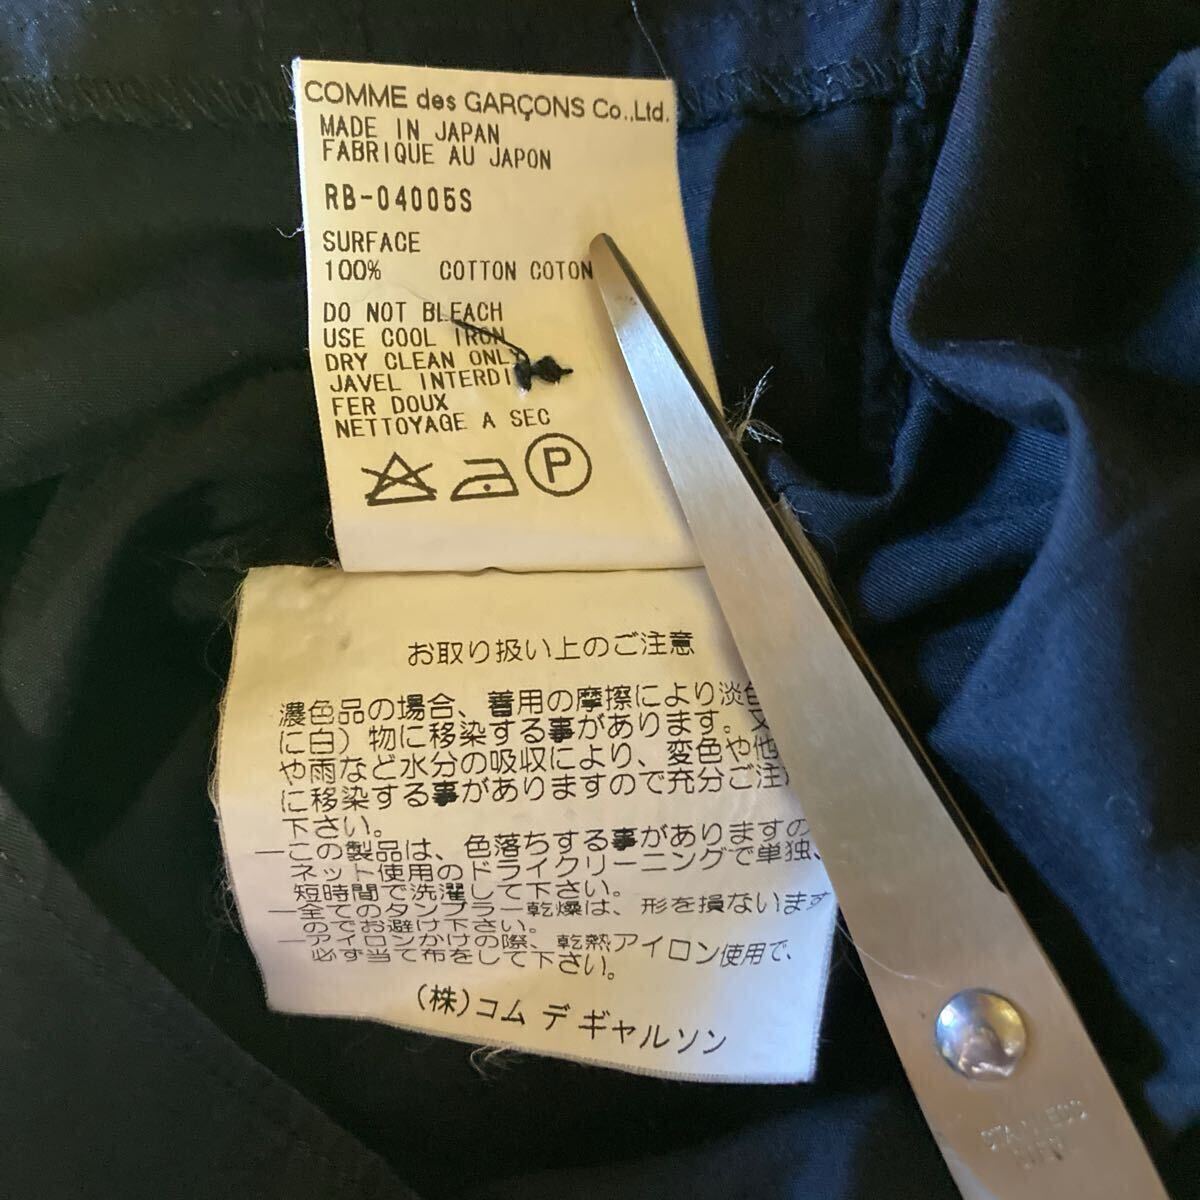 COMME des GARÇONS Co.,Ltd.
MADE IN JAPAN
FABRIQUE AU JAPON
RB-04005S
SURFACE
100% COTTON COTON
DO NOT BLEACH
USE COOL IRON
DRY CLEAN ONL
JAVEL INTERDI
FER DOUX
NETTOYAGE A SEC
P
お取り扱い上のご注意
濃色品の場合、着用の摩擦により淡色
に白）物に移染する事があります。又
や雨など水分の吸収により、変色や他
に移染する事がありますので充分ご注
下さい。
ーこの製品は、色落ちする事がありますの
ネット使用のドライクリーニングで単独、
短時間で洗濯して下さい。
ー全てのタンブラー乾燥は、形を損ないます
のでお避け下さい。
ーアイロンかけの際、乾熱アイロン使用で、
必ず当て布をして下さい。
（株）コム デ ギャルソン